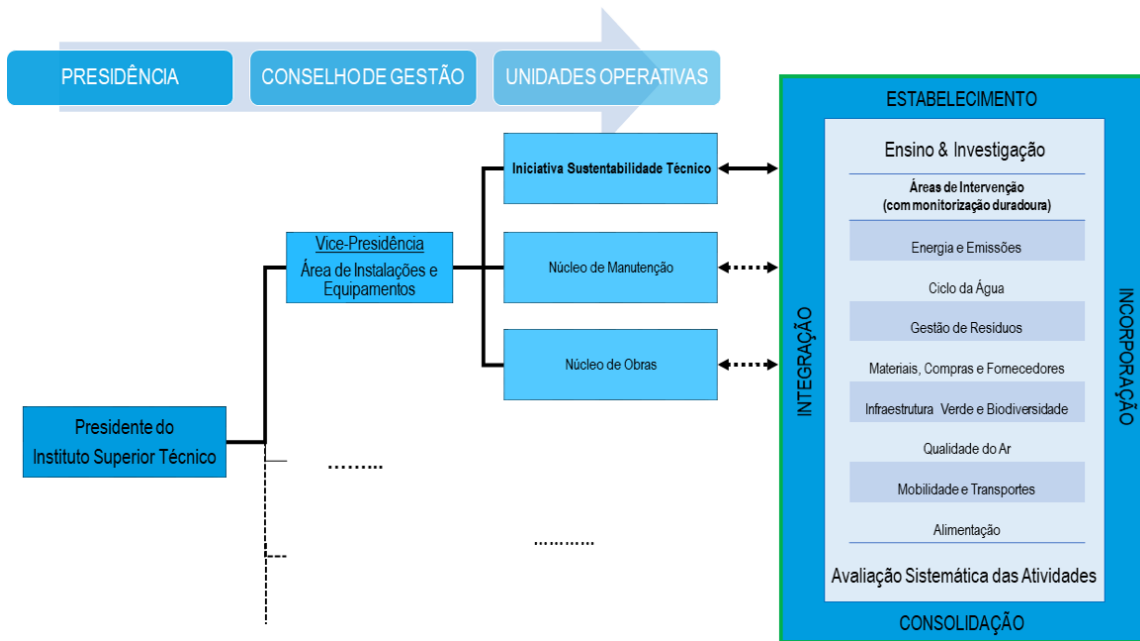 PRESIDÊNCIA
CONSELHO DE GESTÃO
UNIDADES OPERATIVAS
Iniciativa Sustentabilidade Técnico
Vice-Presidência
Área de Instalações e
Equipamentos
Núcleo de Manutenção
Núcleo de Obras
Presidente do
Instituto Superior Técnico
.........
............
ESTABELECIMENTO
INTEGRAÇÃO
Ensino & Investigação
Áreas de Intervenção
(com monitorização duradoura)
Energia e Emissões
Ciclo da Água
Gestão de Resíduos
Materiais, Compras e Fornecedores
Infraestrutura Verde e Biodiversidade
Qualidade do Ar
Mobilidade e Transportes
Alimentação
Avaliação Sistemática das Atividades
INCORPORAÇÃO
CONSOLIDAÇÃO